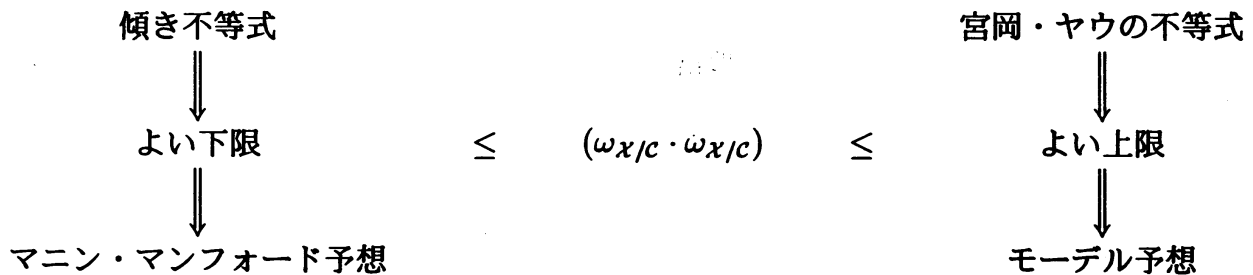 傾き不等式 宮岡・ヤウの不等式
⇓ ⇓
よい下限 ≤ (ω_{X/C} · ω_{X/C}) ≤ よい上限
⇓ ⇓
マニン・マンフォード予想 モーデル予想